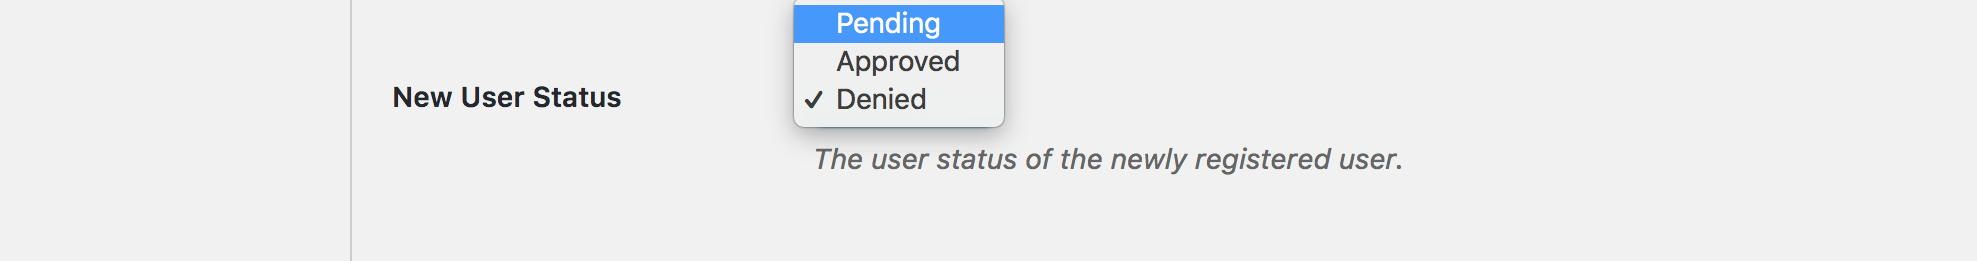 Pending
Approved
New User Status
✓ Denied
The user status of the newly registered user.